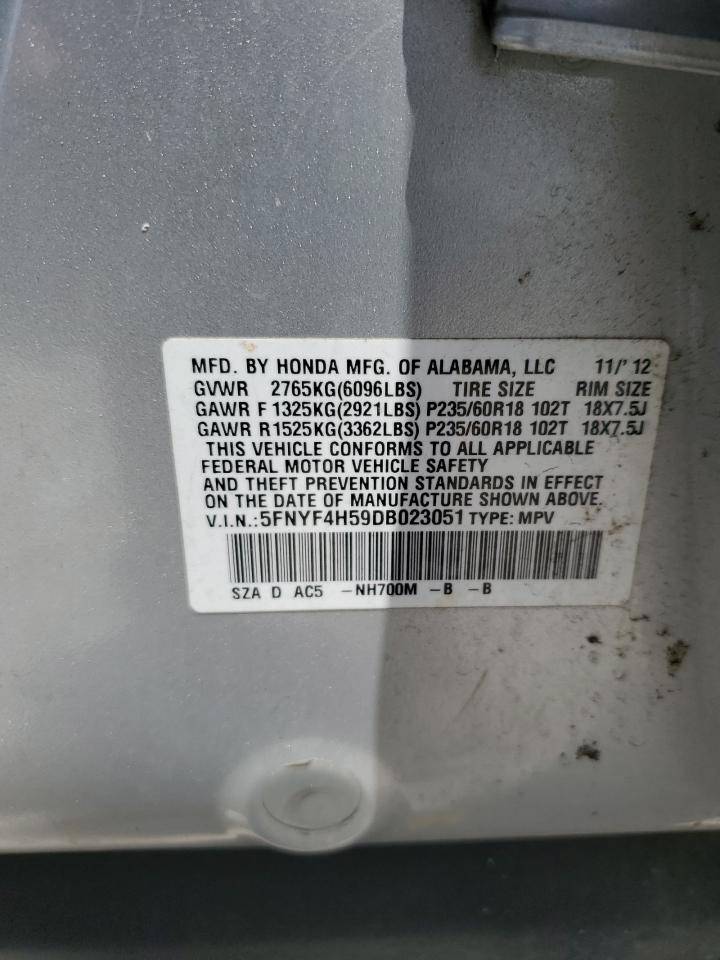 MFD. BY HONDA MFG. OF ALABAMA, LLC 11/'12
GVWR 2765KG(6096LBS) TIRE SIZE RIM SIZE
GAWR F 1325KG(2921LBS) P235/60R18 102T 18X7.5J
GAWR R 1525KG(3362LBS) P235/60R18 102T 18X7.5J
THIS VEHICLE CONFORMS TO ALL APPLICABLE
FEDERAL MOTOR VEHICLE SAFETY
AND THEFT PREVENTION STANDARDS IN EFFECT
ON THE DATE OF MANUFACTURE SHOWN ABOVE.
V.I.N.:5FNYF4H59DB023051 TYPE: MPV
SZA D AC5 -NH700M -B -B